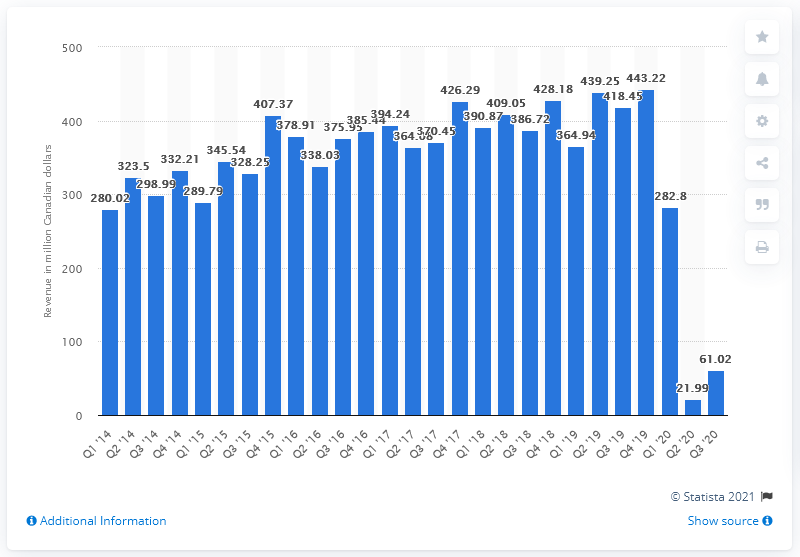 500
400
300
200
100
0
Revenue in million Canadian dollars
280.02
323.5
298.99
332.21
289.79
345.54
328.25
407.37
378.91
338.03
375.95
385.44
394.24
364.08
370.45
426.29
390.87
409.05
386.72
428.18
364.94
439.25
418.45
443.22
282.8
21.99
61.02
Q1 '14
Q2 '14
Q3 '14
Q4 '14
Q1 '15
Q2 '15
Q3 '15
Q4 '15
Q1 '16
Q2 '16
Q3 '16
Q4 '16
Q1 '17
Q2 '17
Q3 '17
Q4 '17
Q1 '18
Q2 '18
Q3 '18
Q4 '18
Q1 '19
Q2 '19
Q3 '19
Q4 '19
Q1 '20
Q2 '20
Q3 '20
© Statista 2021
Additional Information
Show source